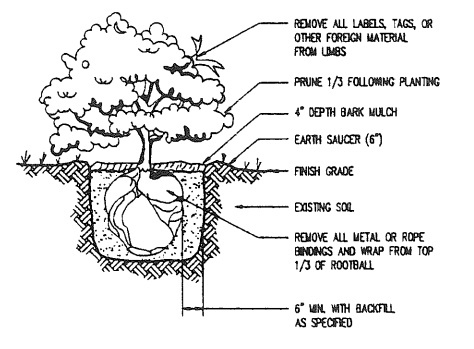 REMOVE ALL LABELS, TAGS, OR
OTHER FOREIGN MATERIAL
FROM LIMBS
PRUNE 1/3 FOLLOWING PLANTING
4" DEPTH BARK MULCH
EARTH SAUCER (6")
FINISH GRADE
EXISTING SOIL
REMOVE ALL METAL OR ROPE
BINDINGS AND WRAP FROM TOP
1/3 OF ROOTBALL
6" MIN. WITH BACKFILL
AS SPECIFIED